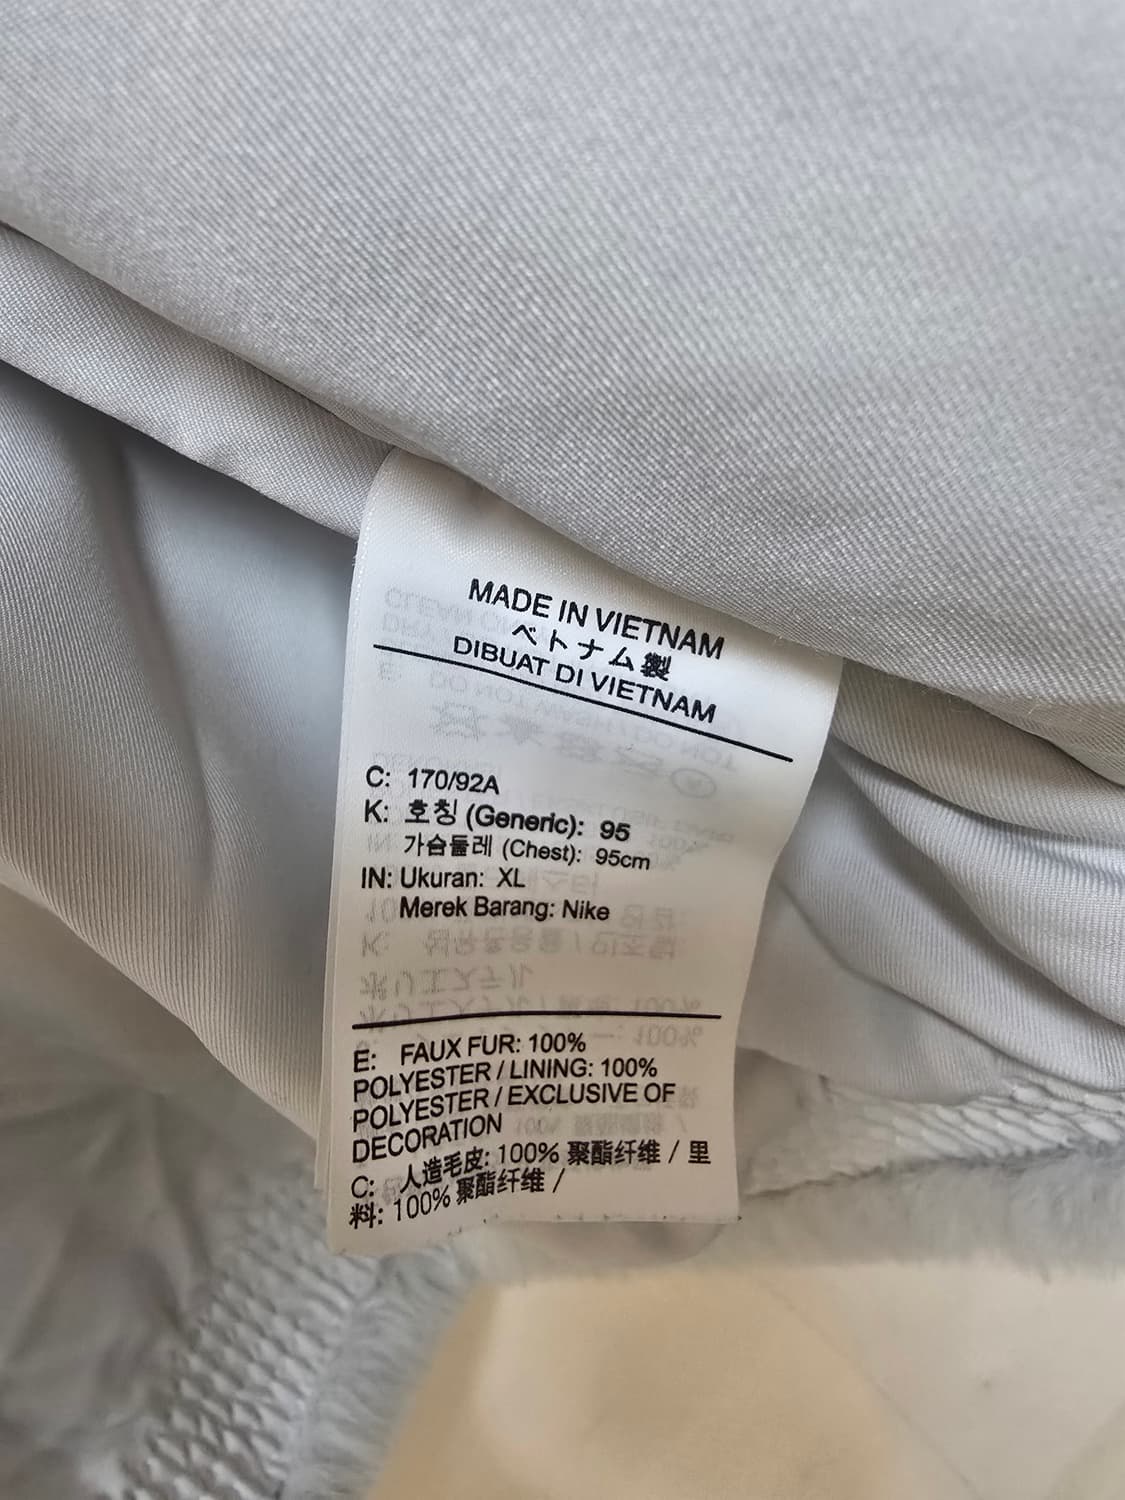 MADE IN VIETNAM
ベトナム製
DIBUAT DI VIETNAM
C: 170/92A
K: 호칭 (Generic): 95
가슴둘레 (Chest): 95cm
IN: Ukuran: XL
Merek Barang: Nike
E: FAUX FUR: 100%
POLYESTER / LINING: 100%
POLYESTER / EXCLUSIVE OF
DECORATION
C: 人造毛皮: 100% 聚酯纤维 / 里
料: 100% 聚酯纤维 /